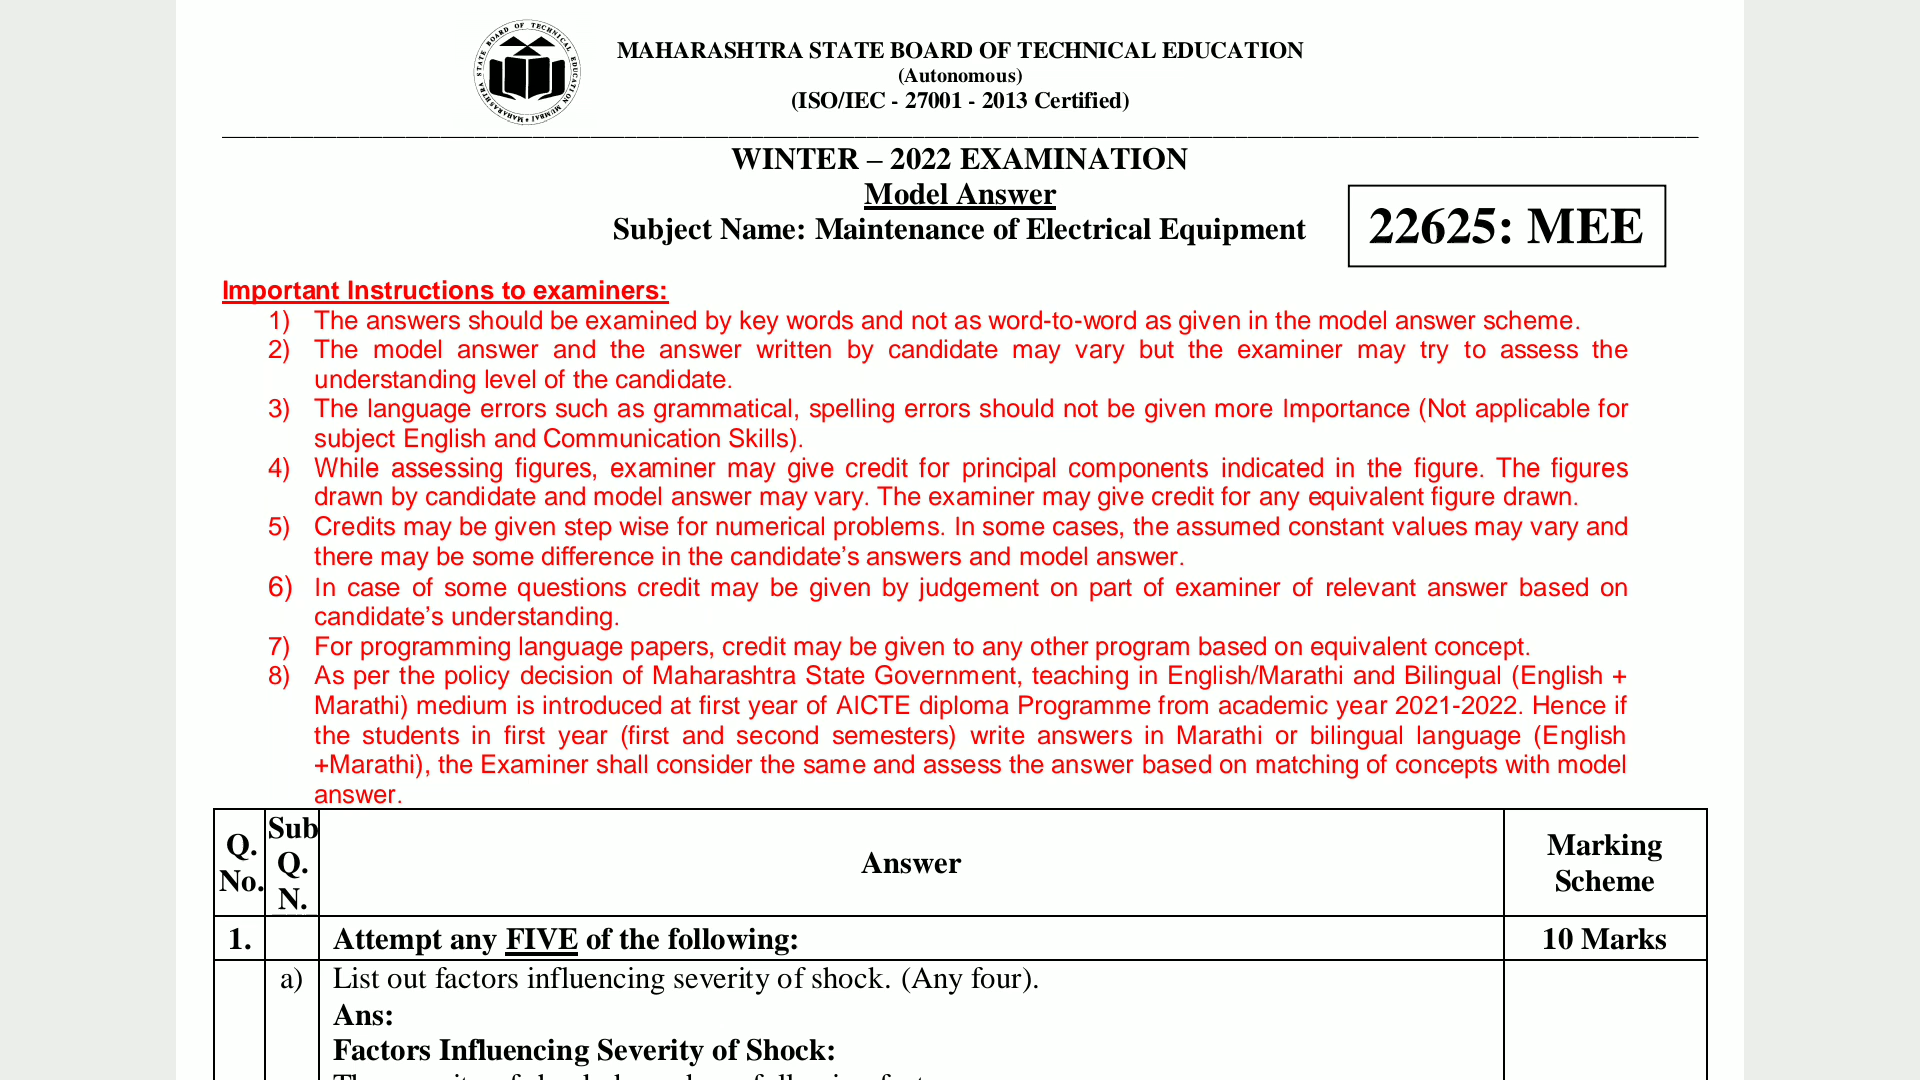 MAHARASHTRA STATE BOARD OF TECHNICAL EDUCATION MUMBAI
MAHARASHTRA STATE BOARD OF TECHNICAL EDUCATION
(Autonomous)
(ISO/IEC - 27001 - 2013 Certified)
WINTER – 2022 EXAMINATION
Model Answer
Subject Name: Maintenance of Electrical Equipment
22625: MEE
Important Instructions to examiners:
1) The answers should be examined by key words and not as word-to-word as given in the model answer scheme.
2) The model answer and the answer written by candidate may vary but the examiner may try to assess the
understanding level of the candidate.
3) The language errors such as grammatical, spelling errors should not be given more Importance (Not applicable for
subject English and Communication Skills).
4) While assessing figures, examiner may give credit for principal components indicated in the figure. The figures
drawn by candidate and model answer may vary. The examiner may give credit for any equivalent figure drawn.
5) Credits may be given step wise for numerical problems. In some cases, the assumed constant values may vary and
there may be some difference in the candidate’s answers and model answer.
6) In case of some questions credit may be given by judgement on part of examiner of relevant answer based on
candidate’s understanding.
7) For programming language papers, credit may be given to any other program based on equivalent concept.
8) As per the policy decision of Maharashtra State Government, teaching in English/Marathi and Bilingual (English +
Marathi) medium is introduced at first year of AICTE diploma Programme from academic year 2021-2022. Hence if
the students in first year (first and second semesters) write answers in Marathi or bilingual language (English
+Marathi), the Examiner shall consider the same and assess the answer based on matching of concepts with model
answer.
Q.
No.
Sub
Q.
N.
Answer
Marking
Scheme
1.
Attempt any FIVE of the following:
10 Marks
a)
List out factors influencing severity of shock. (Any four).
Ans:
Factors Influencing Severity of Shock: